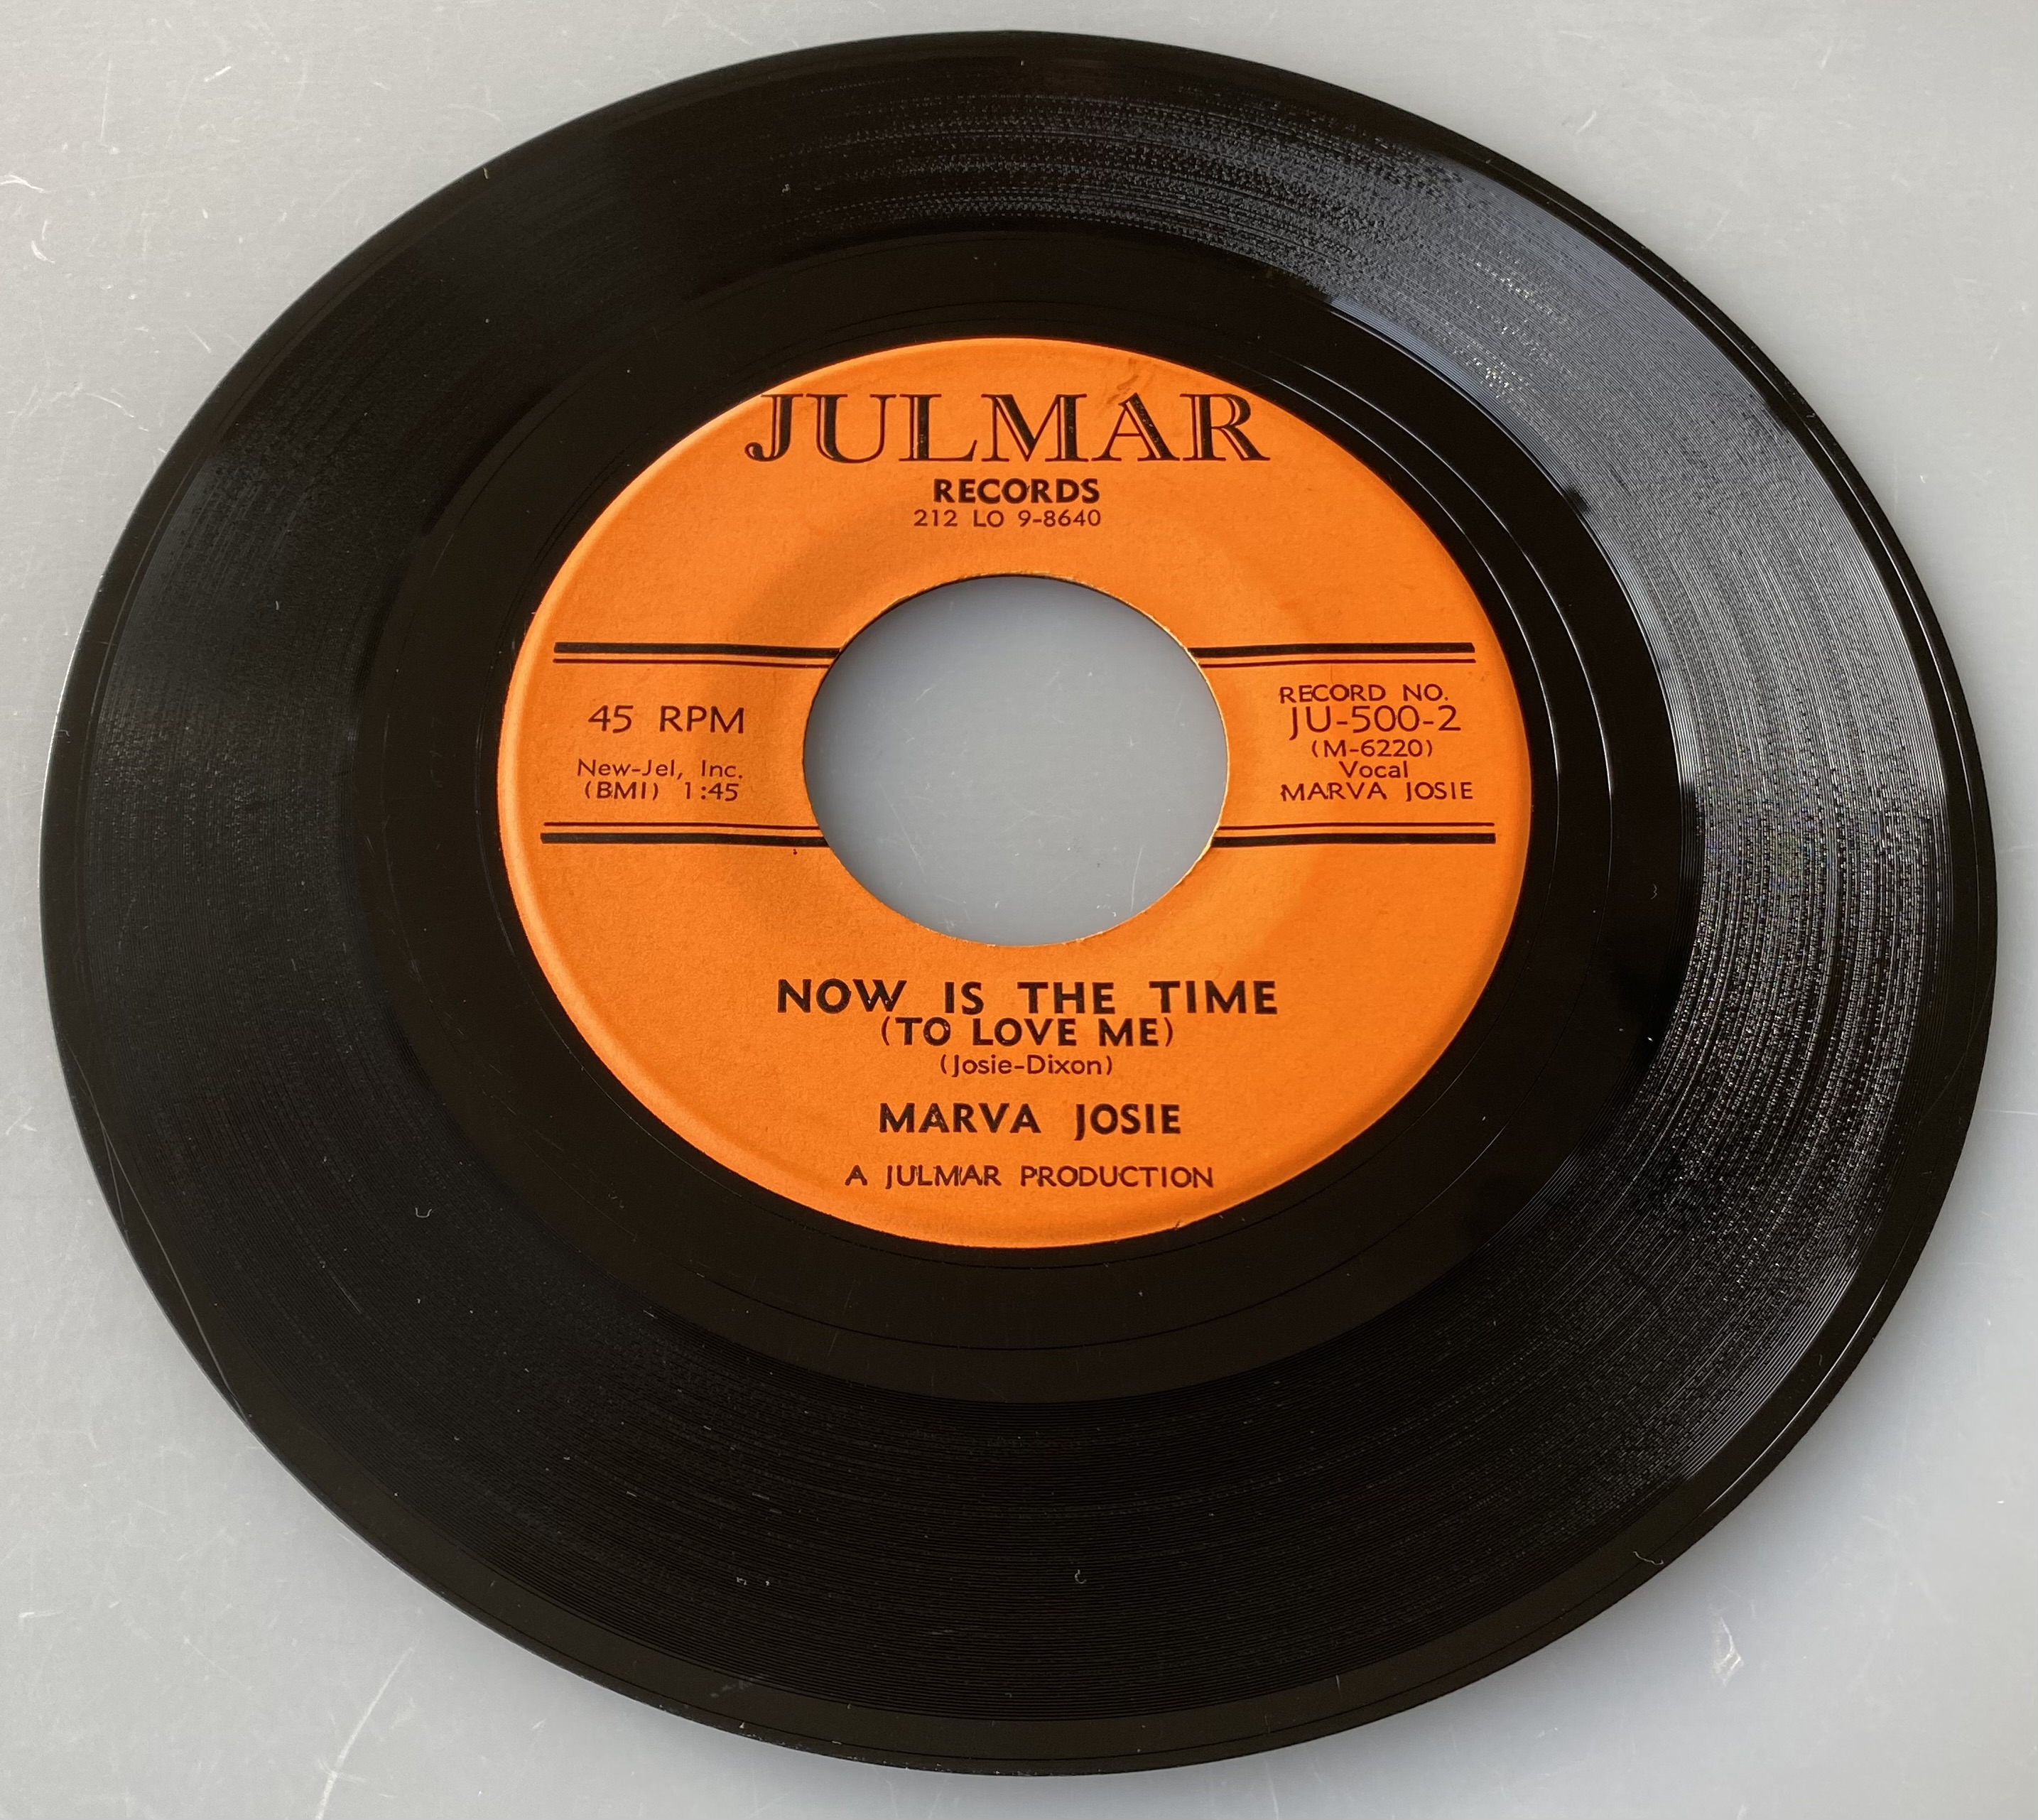 JULMAR
RECORDS
212 LO 9-8640
45 RPM
New-Jel, Inc.
(BMI) 1:45
RECORD NO.
JU-500-2
(M-6220)
Vocal
MARVA JOSIE
NOW IS THE TIME
(TO LOVE ME)
(Josie-Dixon)
MARVA JOSIE
A JULMAR PRODUCTION